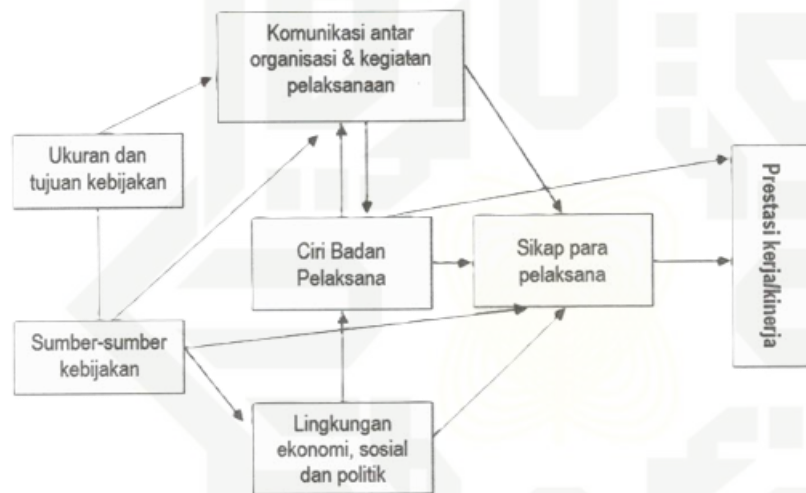 Komunikasi antar
organisasi & kegiatan
pelaksanaan
Ukuran dan
tujuan kebijakan
Ciri Badan
Pelaksana
Sikap para
pelaksana
Prestasi kerja/kinerja
Sumber-sumber
kebijakan
Lingkungan
ekonomi, sosial
dan politik